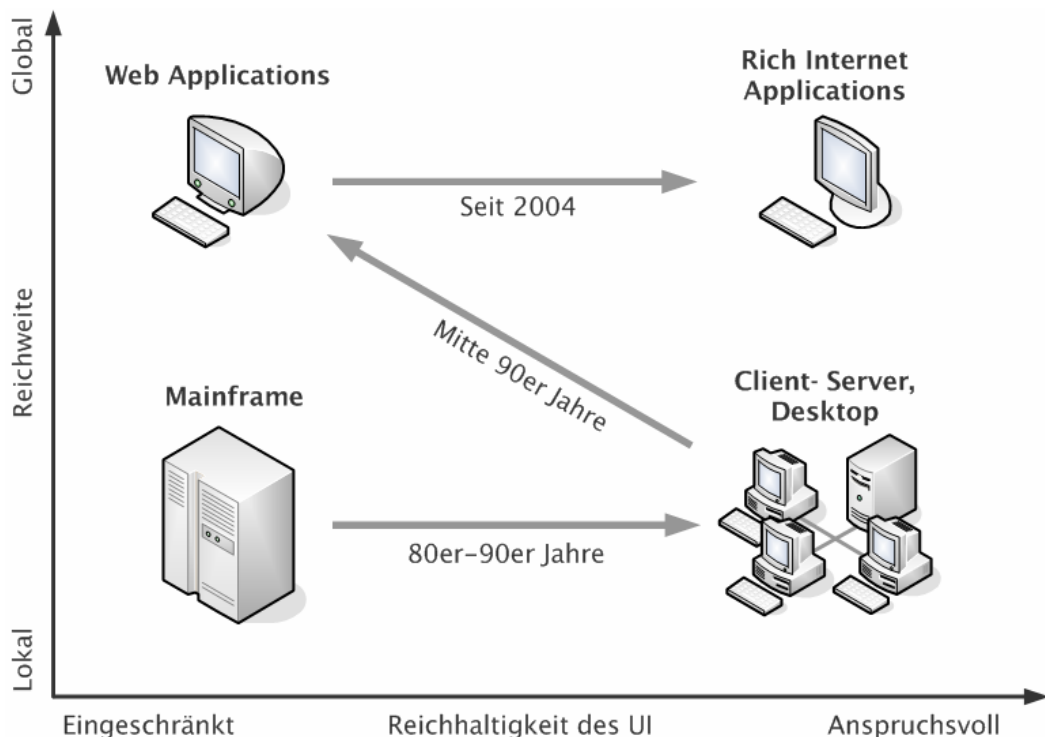 Global
Web Applications
Rich Internet
Applications
Seit 2004
Reichweite
Mitte 90er Jahre
Mainframe
Client- Server,
Desktop
80er-90er Jahre
Lokal
Eingeschränkt
Reichhaltigkeit des UI
Anspruchsvoll